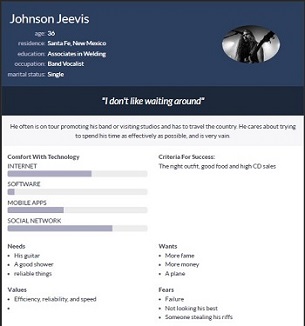 Johnson Jeevis
age: 36
residence: Santa Fe, New Mexico
education: Associates in Welding
occupation: Band Vocalist
marital status: Single
"I don't like waiting around"
He often is on tour promoting his band or visiting studios and has to travel the country. He cares about trying
to spend his time as effectively as possible, and is very vain.
Comfort With Technology
INTERNET
SOFTWARE
MOBILE APPS
SOCIAL NETWORK
Criteria For Success:
The right outfit, good food and high CD sales
Needs
• His guitar
• A good shower
• reliable things
Wants
• More fame
• More money
• A plane
Values
• Efficiency, reliability, and speed
•
Fears
• Failure
• Not looking his best
• Someone stealing his riffs